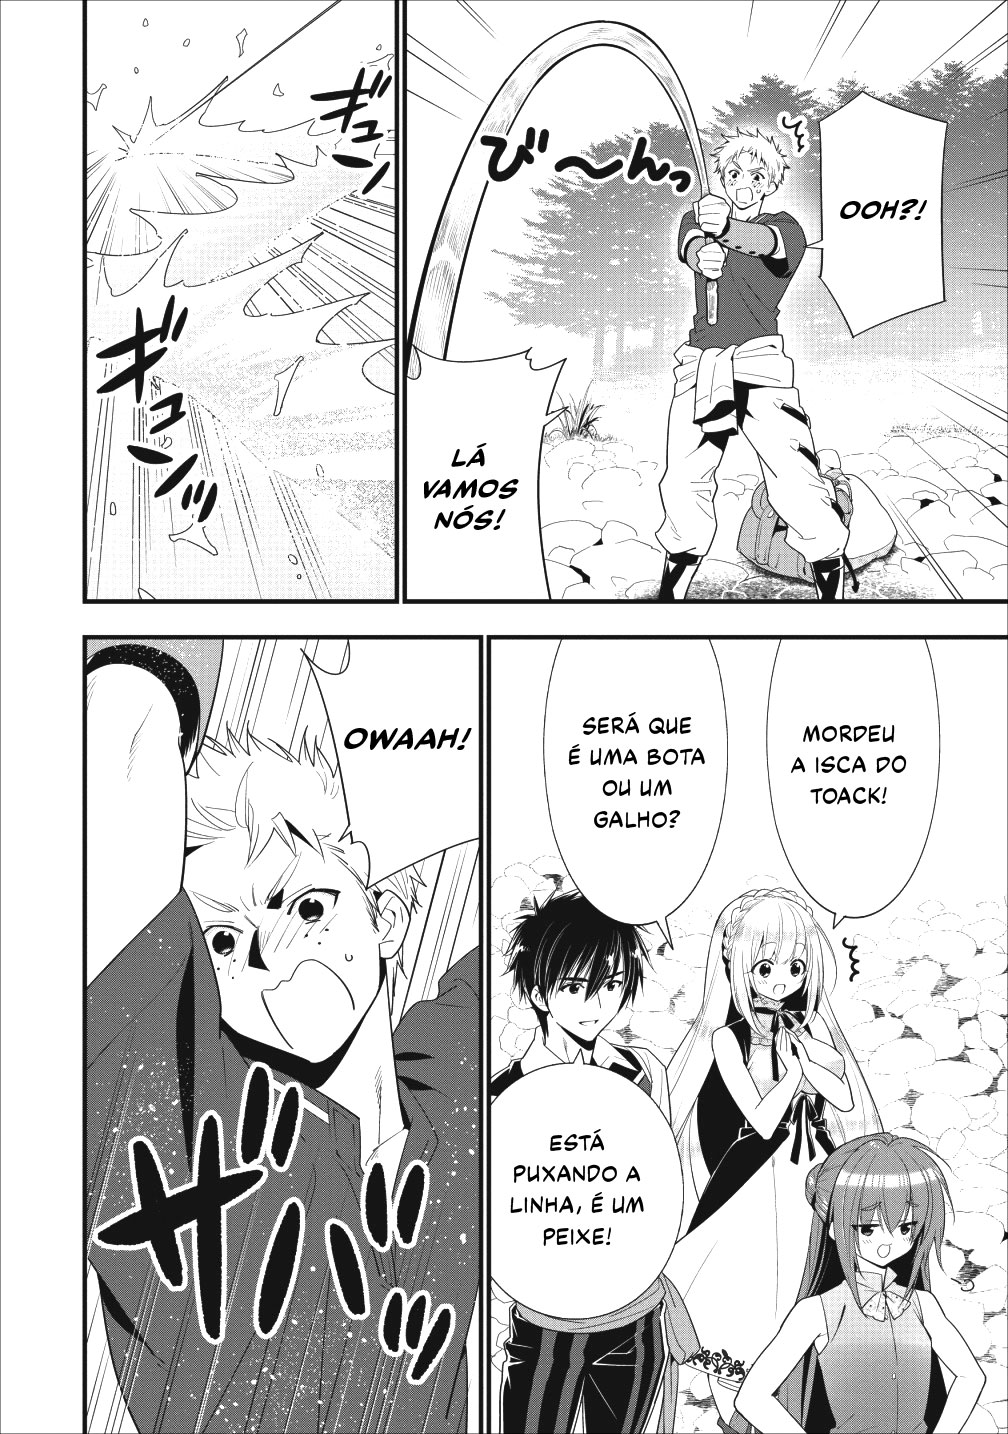 OOH?!
び〜んっ
LÁ
VAMOS
NÓS!
ギュン
ギュンッ
MORDEU
A ISCA DO
TOACK!
SERÁ QUE
É UMA BOTA
OU UM
GALHO?
ESTÁ
PUXANDO A
LINHA, É UM
PEIXE!
OWAAH!
ザバッ